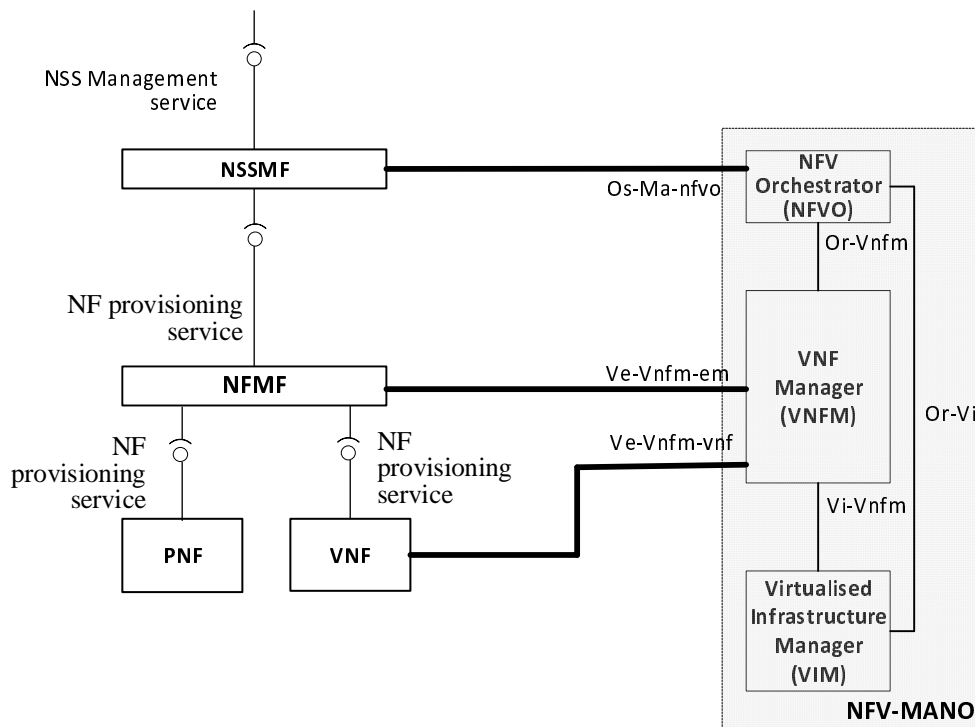 NSS Management
service
NSSMF
NFV
Orchestrator
(NFVO)
Os-Ma-nfvo
Or-Vnfm
NF provisioning
service
NFMF
Ve-Vnfm-em
VNF
Manager
(VNFM)
Or-Vi
NF
provisioning
service
NF
provisioning
service
Ve-Vnfm-vnf
Vi-Vnfm
PNF
VNF
Virtualised
Infrastructure
Manager
(VIM)
NFV-MANO